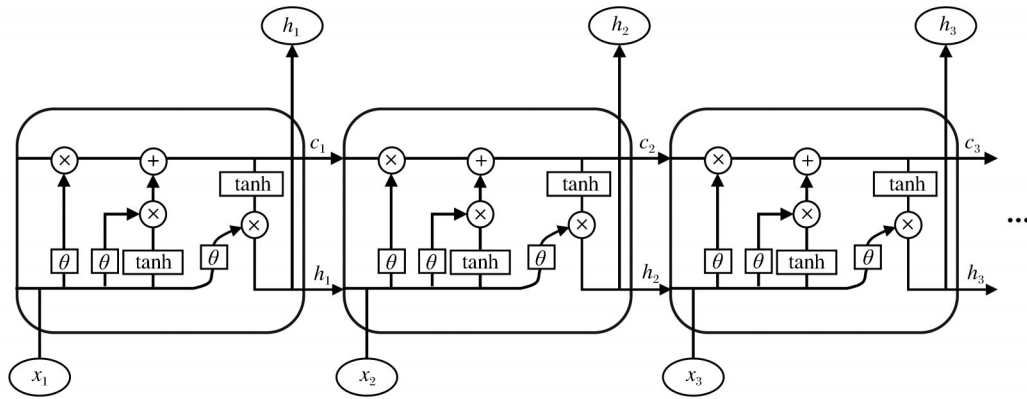 h₁ h₂ h₃
× + c₁ × + c₂ × + c₃
tanh tanh tanh
× × × × × ×
...
θ θ tanh θ θ θ tanh θ θ θ tanh θ
h₁ h₂ h₃
x₁ x₂ x₃